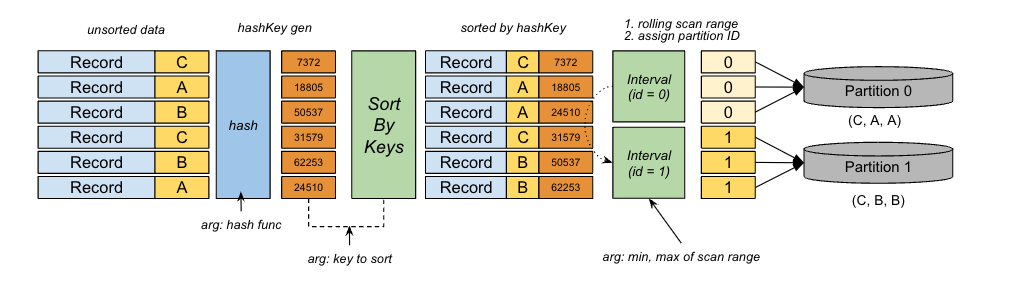 unsorted data
hashKey gen
sorted by hashKey
1. rolling scan range
2. assign partition ID
Record C 7372
Record A 18805
Record B 50537
Record C 31579
Record B 62253
Record A 24510
hash
Sort
By
Keys
Record C 7372
Record A 18805
Record A 24510
Record C 31579
Record B 50537
Record B 62253
Interval
(id = 0)
Interval
(id = 1)
0
0
0
1
1
1
Partition 0
(C, A, A)
Partition 1
(C, B, B)
arg: hash func
arg: key to sort
arg: min, max of scan range